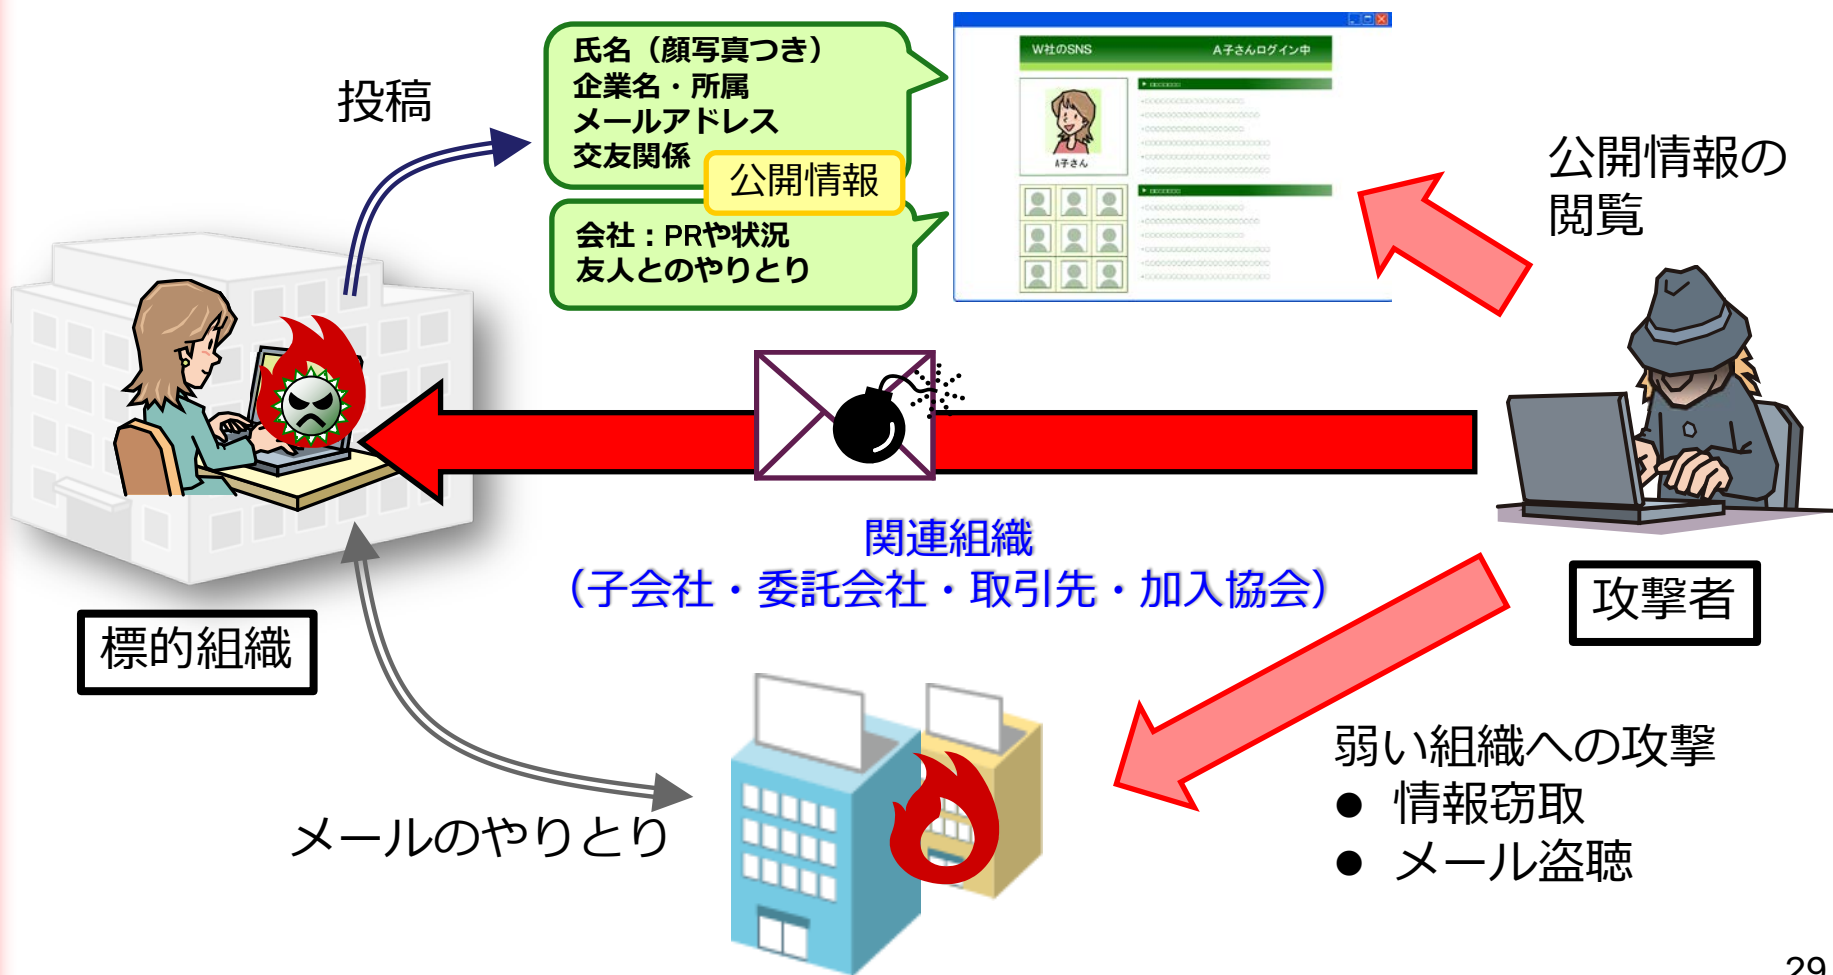 投稿
氏名（顔写真つき）
企業名・所属
メールアドレス
交友関係
公開情報
会社：PRや状況
友人とのやりとり
W社のSNS
A子さんログイン中
A子さん
公開情報の
閲覧
関連組織
（子会社・委託会社・取引先・加入協会）
標的組織
攻撃者
メールのやりとり
弱い組織への攻撃
● 情報窃取
● メール盗聴
29